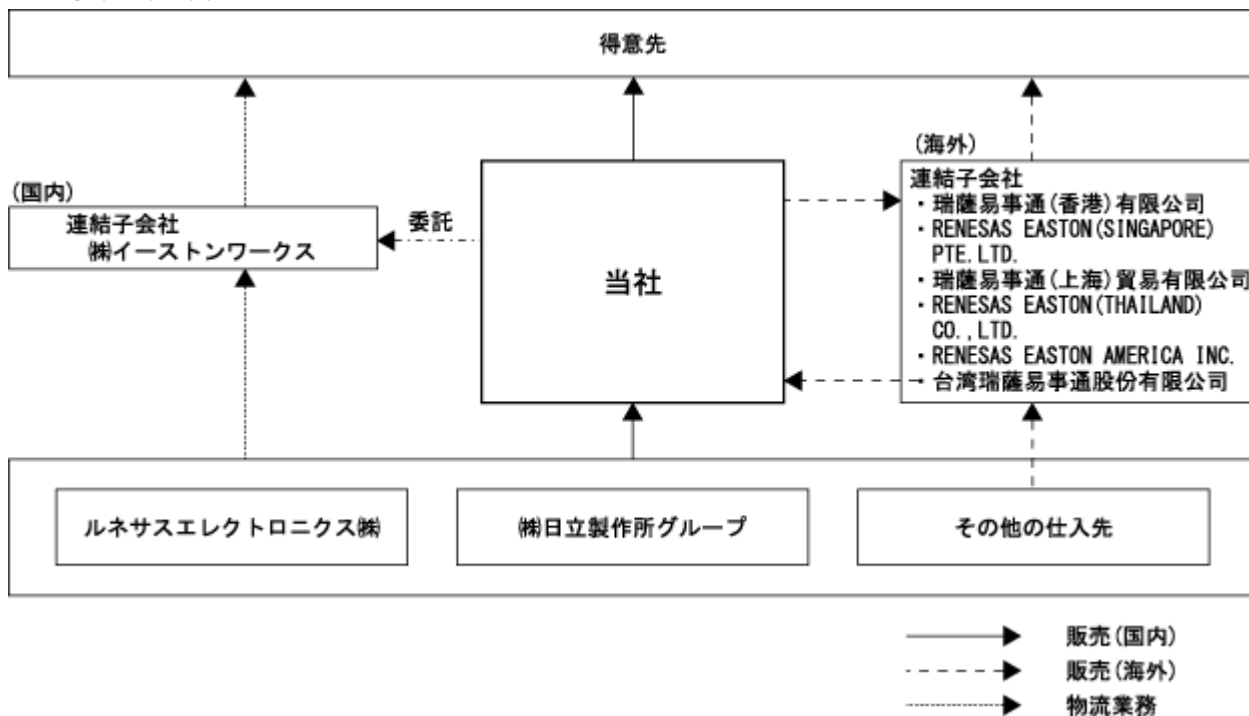 得意先
(海外)
連結子会社
・瑞薩易事通(香港)有限公司
・RENESAS EASTON(SINGAPORE)
PTE.LTD.
・瑞薩易事通(上海)貿易有限公司
・RENESAS EASTON(THAILAND)
CO.,LTD.
・RENESAS EASTON AMERICA INC.
・台湾瑞薩易事通股份有限公司
(国内)
連結子会社
㈱イーストンワークス
委託
当社
ルネサスエレクトロニクス㈱
㈱日立製作所グループ
その他の仕入先
販売(国内)
販売(海外)
物流業務